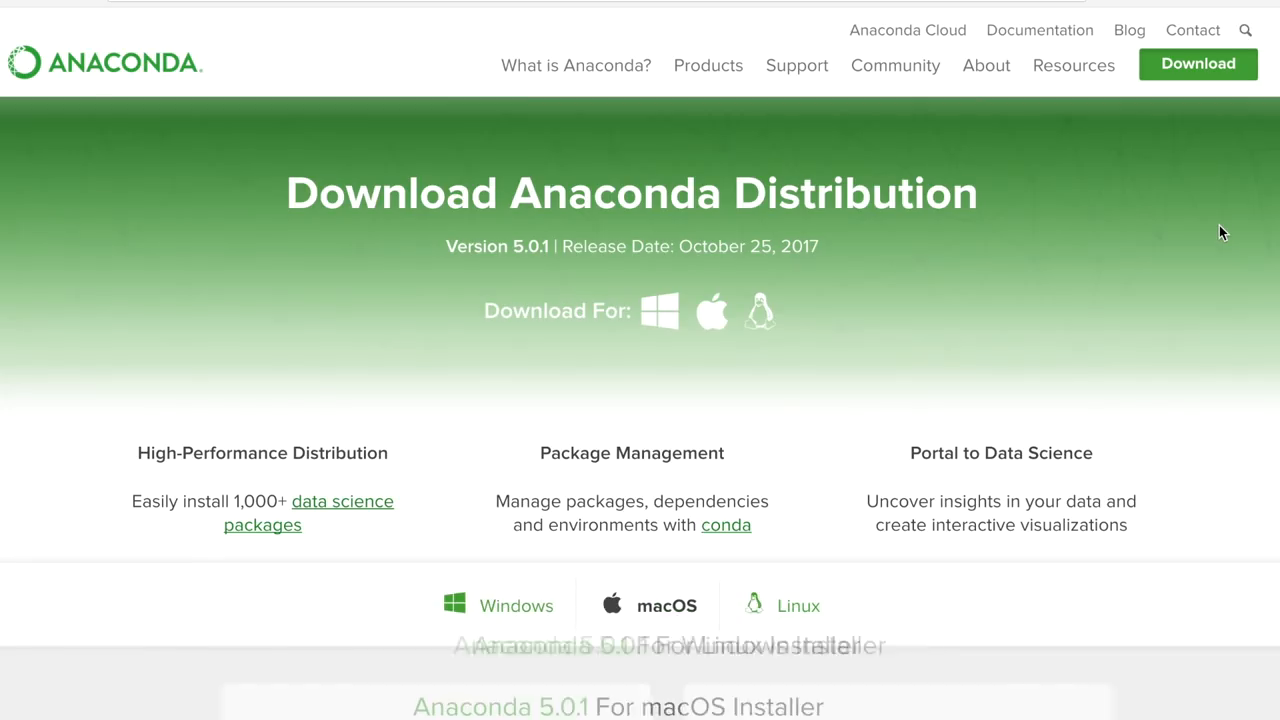 Anaconda Cloud Documentation Blog Contact
ANACONDA.
What is Anaconda? Products Support Community About Resources Download
Download Anaconda Distribution
Version 5.0.1 | Release Date: October 25, 2017
Download For:
High-Performance Distribution
Easily install 1,000+ data science
packages
Package Management
Manage packages, dependencies
and environments with conda
Portal to Data Science
Uncover insights in your data and
create interactive visualizations
Windows macOS Linux
Anaconda 5.0.1 For macOS Installer